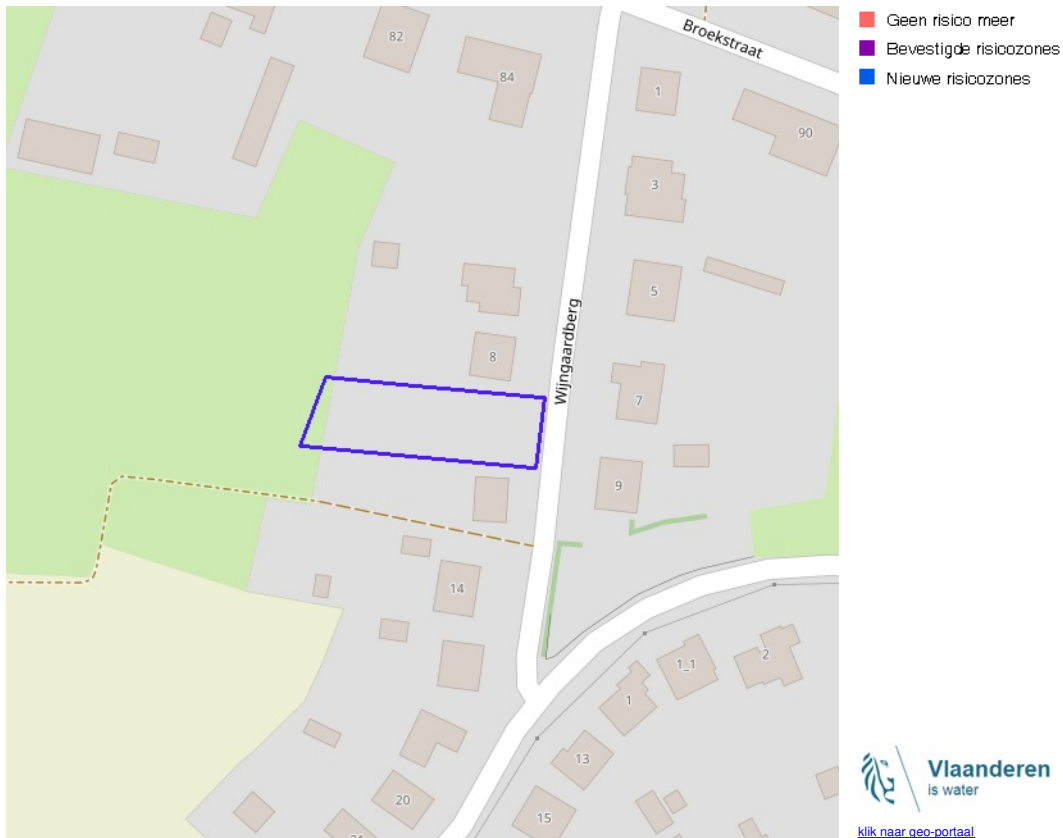 82
84
Broekstraat
1
90
3
5
8
Wijngaardberg
7
9
14
1_1
2
1
13
20
15
Geen risico meer
Bevestigde risicozones
Nieuwe risicozones
Vlaanderen
is water
klik naar geo-portaal